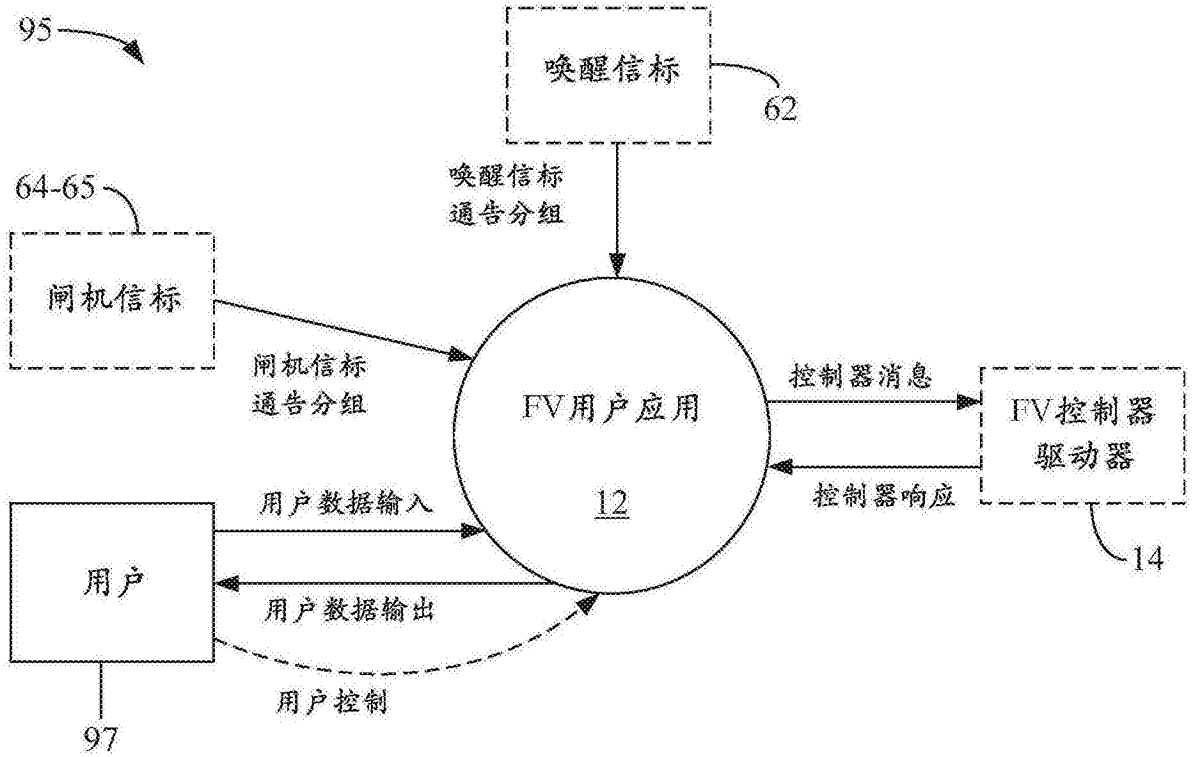 95
唤醒信标
62
唤醒信标
通告分组
64-65
闸机信标
闸机信标
通告分组
FV用户应用
12
控制器消息
FV控制器
驱动器
控制器响应
14
用户数据输入
用户
用户数据输出
用户控制
97